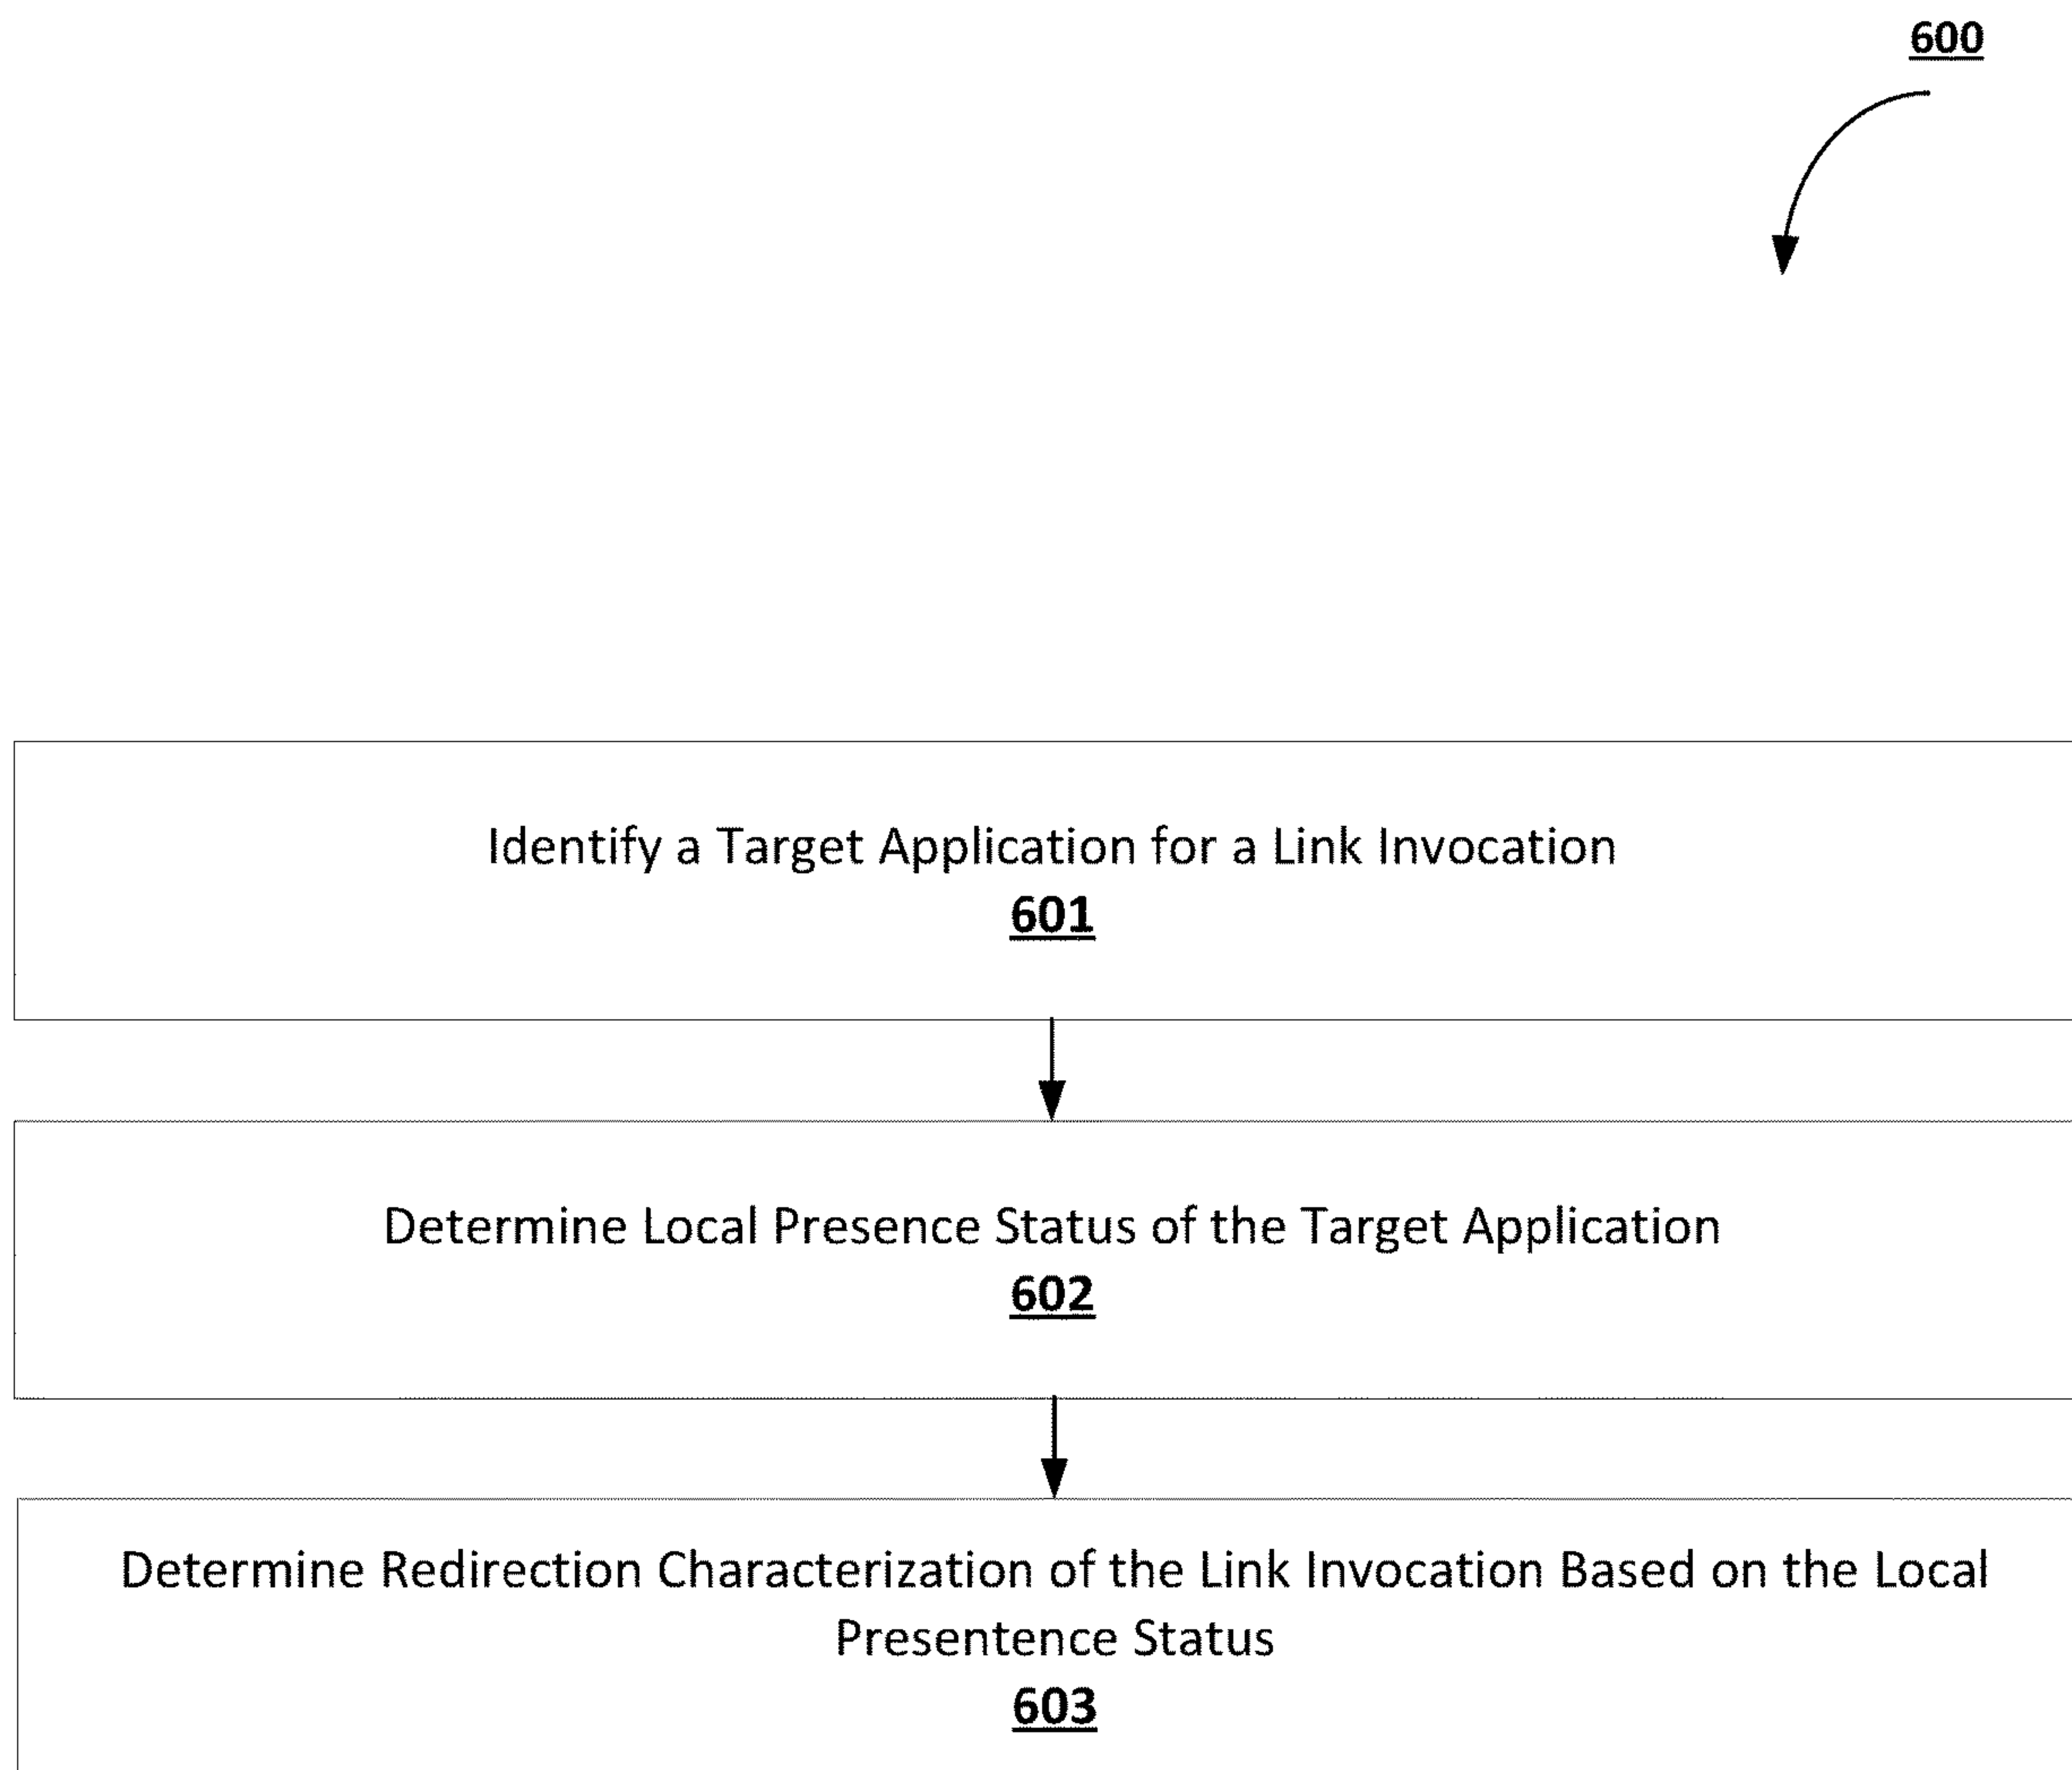 600
Identify a Target Application for a Link Invocation
601
Determine Local Presence Status of the Target Application
602
Determine Redirection Characterization of the Link Invocation Based on the Local
Presentence Status
603